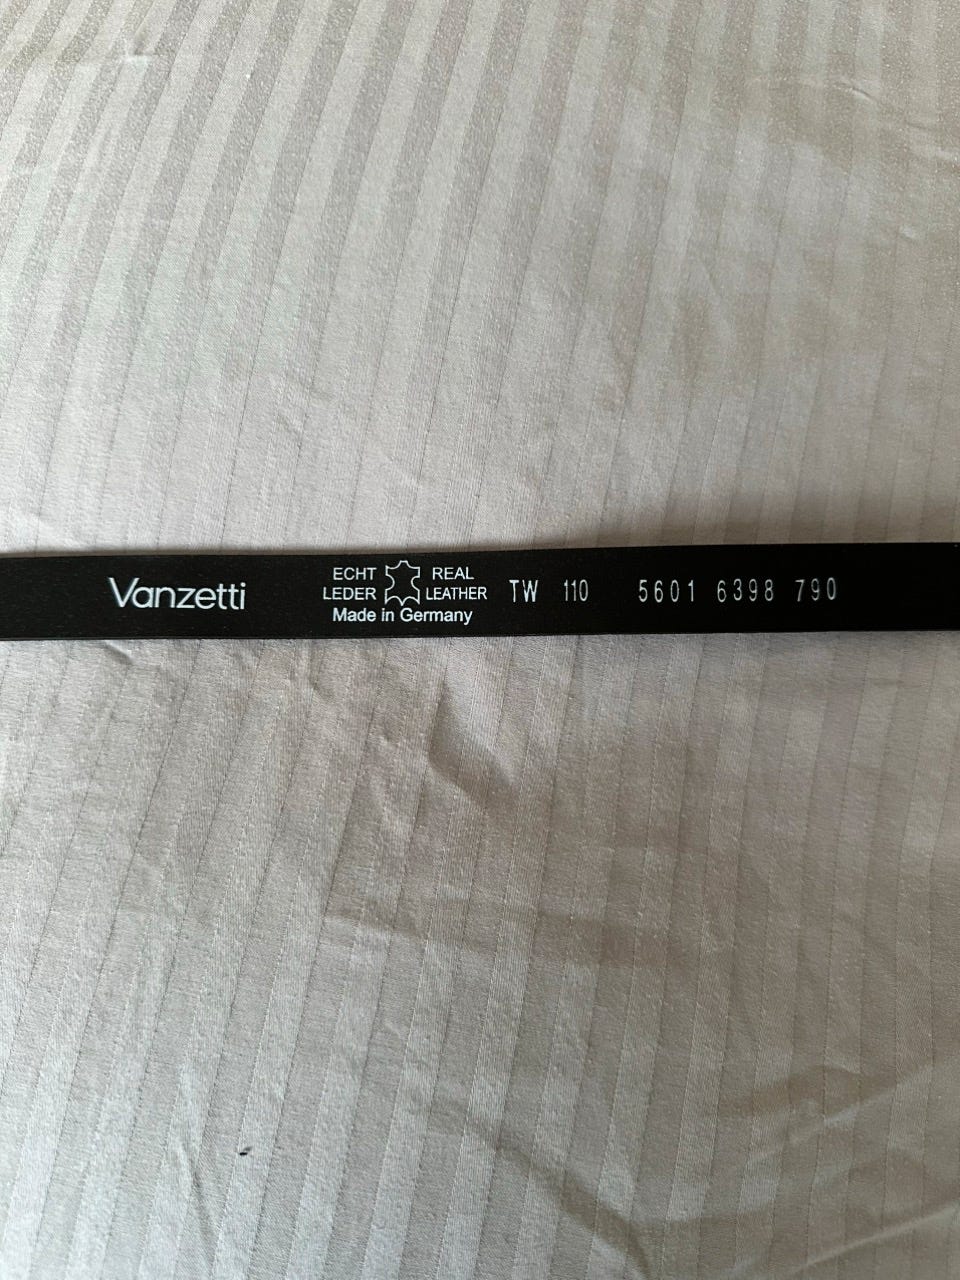 Vanzetti
ECHT REAL
LEDER LEATHER
Made in Germany
TW 110 5601 6398 790